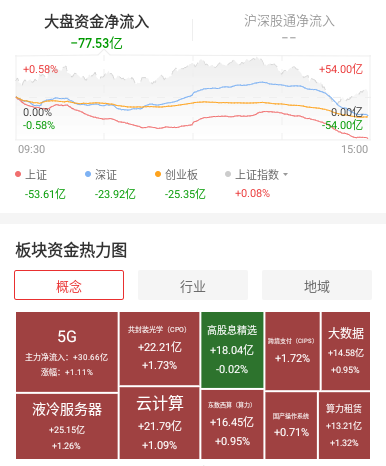 大盘资金净流入
沪深股通净流入
-77.53亿
--
+0.58%
+54.00亿
0.00%
0.00亿
-0.58%
-54.00亿
09:30
15:00
上证
深证
创业板
上证指数
-53.61亿
-23.92亿
-25.35亿
+0.08%
板块资金热力图
概念
行业
地域
5G
主力净流入：+30.66亿
涨幅：+1.11%
共封装光学（CPO）
+22.21亿
+1.73%
高股息精选
+18.04亿
-0.02%
跨境支付（CIPS）
+1.72%
大数据
+14.58亿
+0.95%
液冷服务器
+25.15亿
+1.26%
云计算
+21.79亿
+1.09%
东数西算（算力）
+16.45亿
+0.95%
国产操作系统
+0.71%
算力租赁
+13.21亿
+1.32%